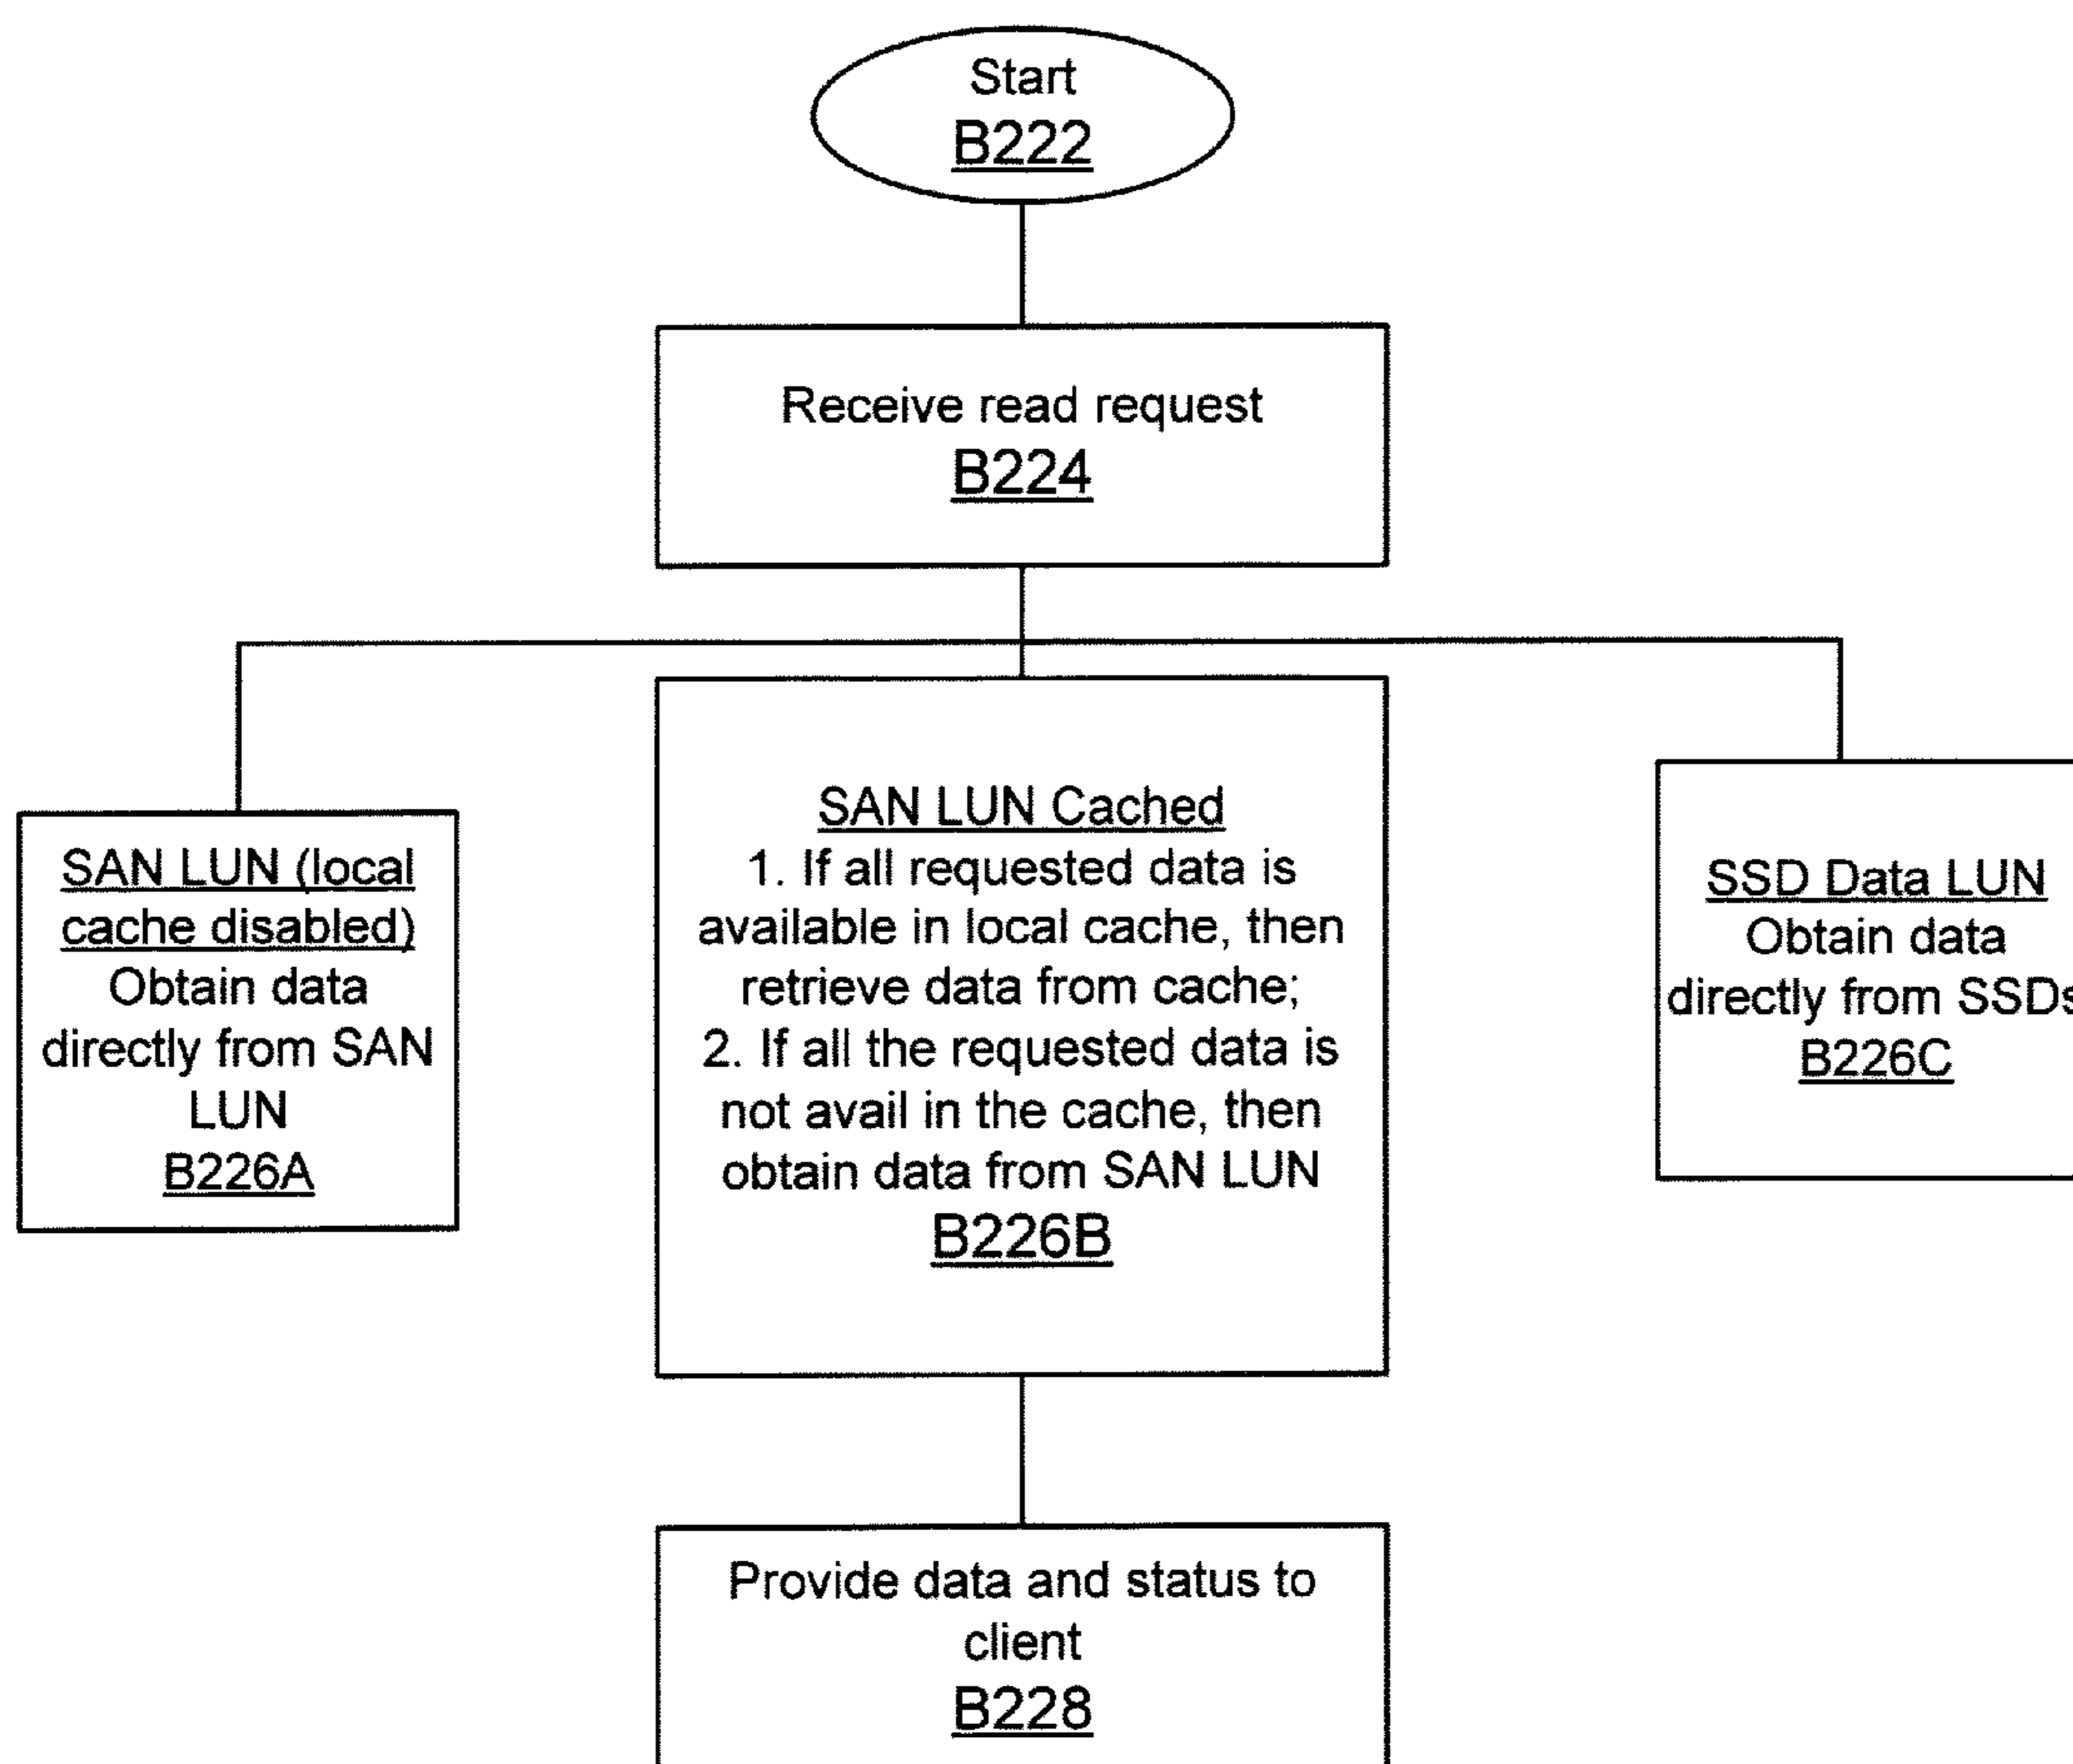 Start
B222
Receive read request
B224
SAN LUN (local
cache disabled)
Obtain data
directly from SAN
LUN
B226A
SAN LUN Cached
1. If all requested data is
available in local cache, then
retrieve data from cache;
2. If all the requested data is
not avail in the cache, then
obtain data from SAN LUN
B226B
SSD Data LUN
Obtain data
directly from SSDs
B226C
Provide data and status to
client
B228